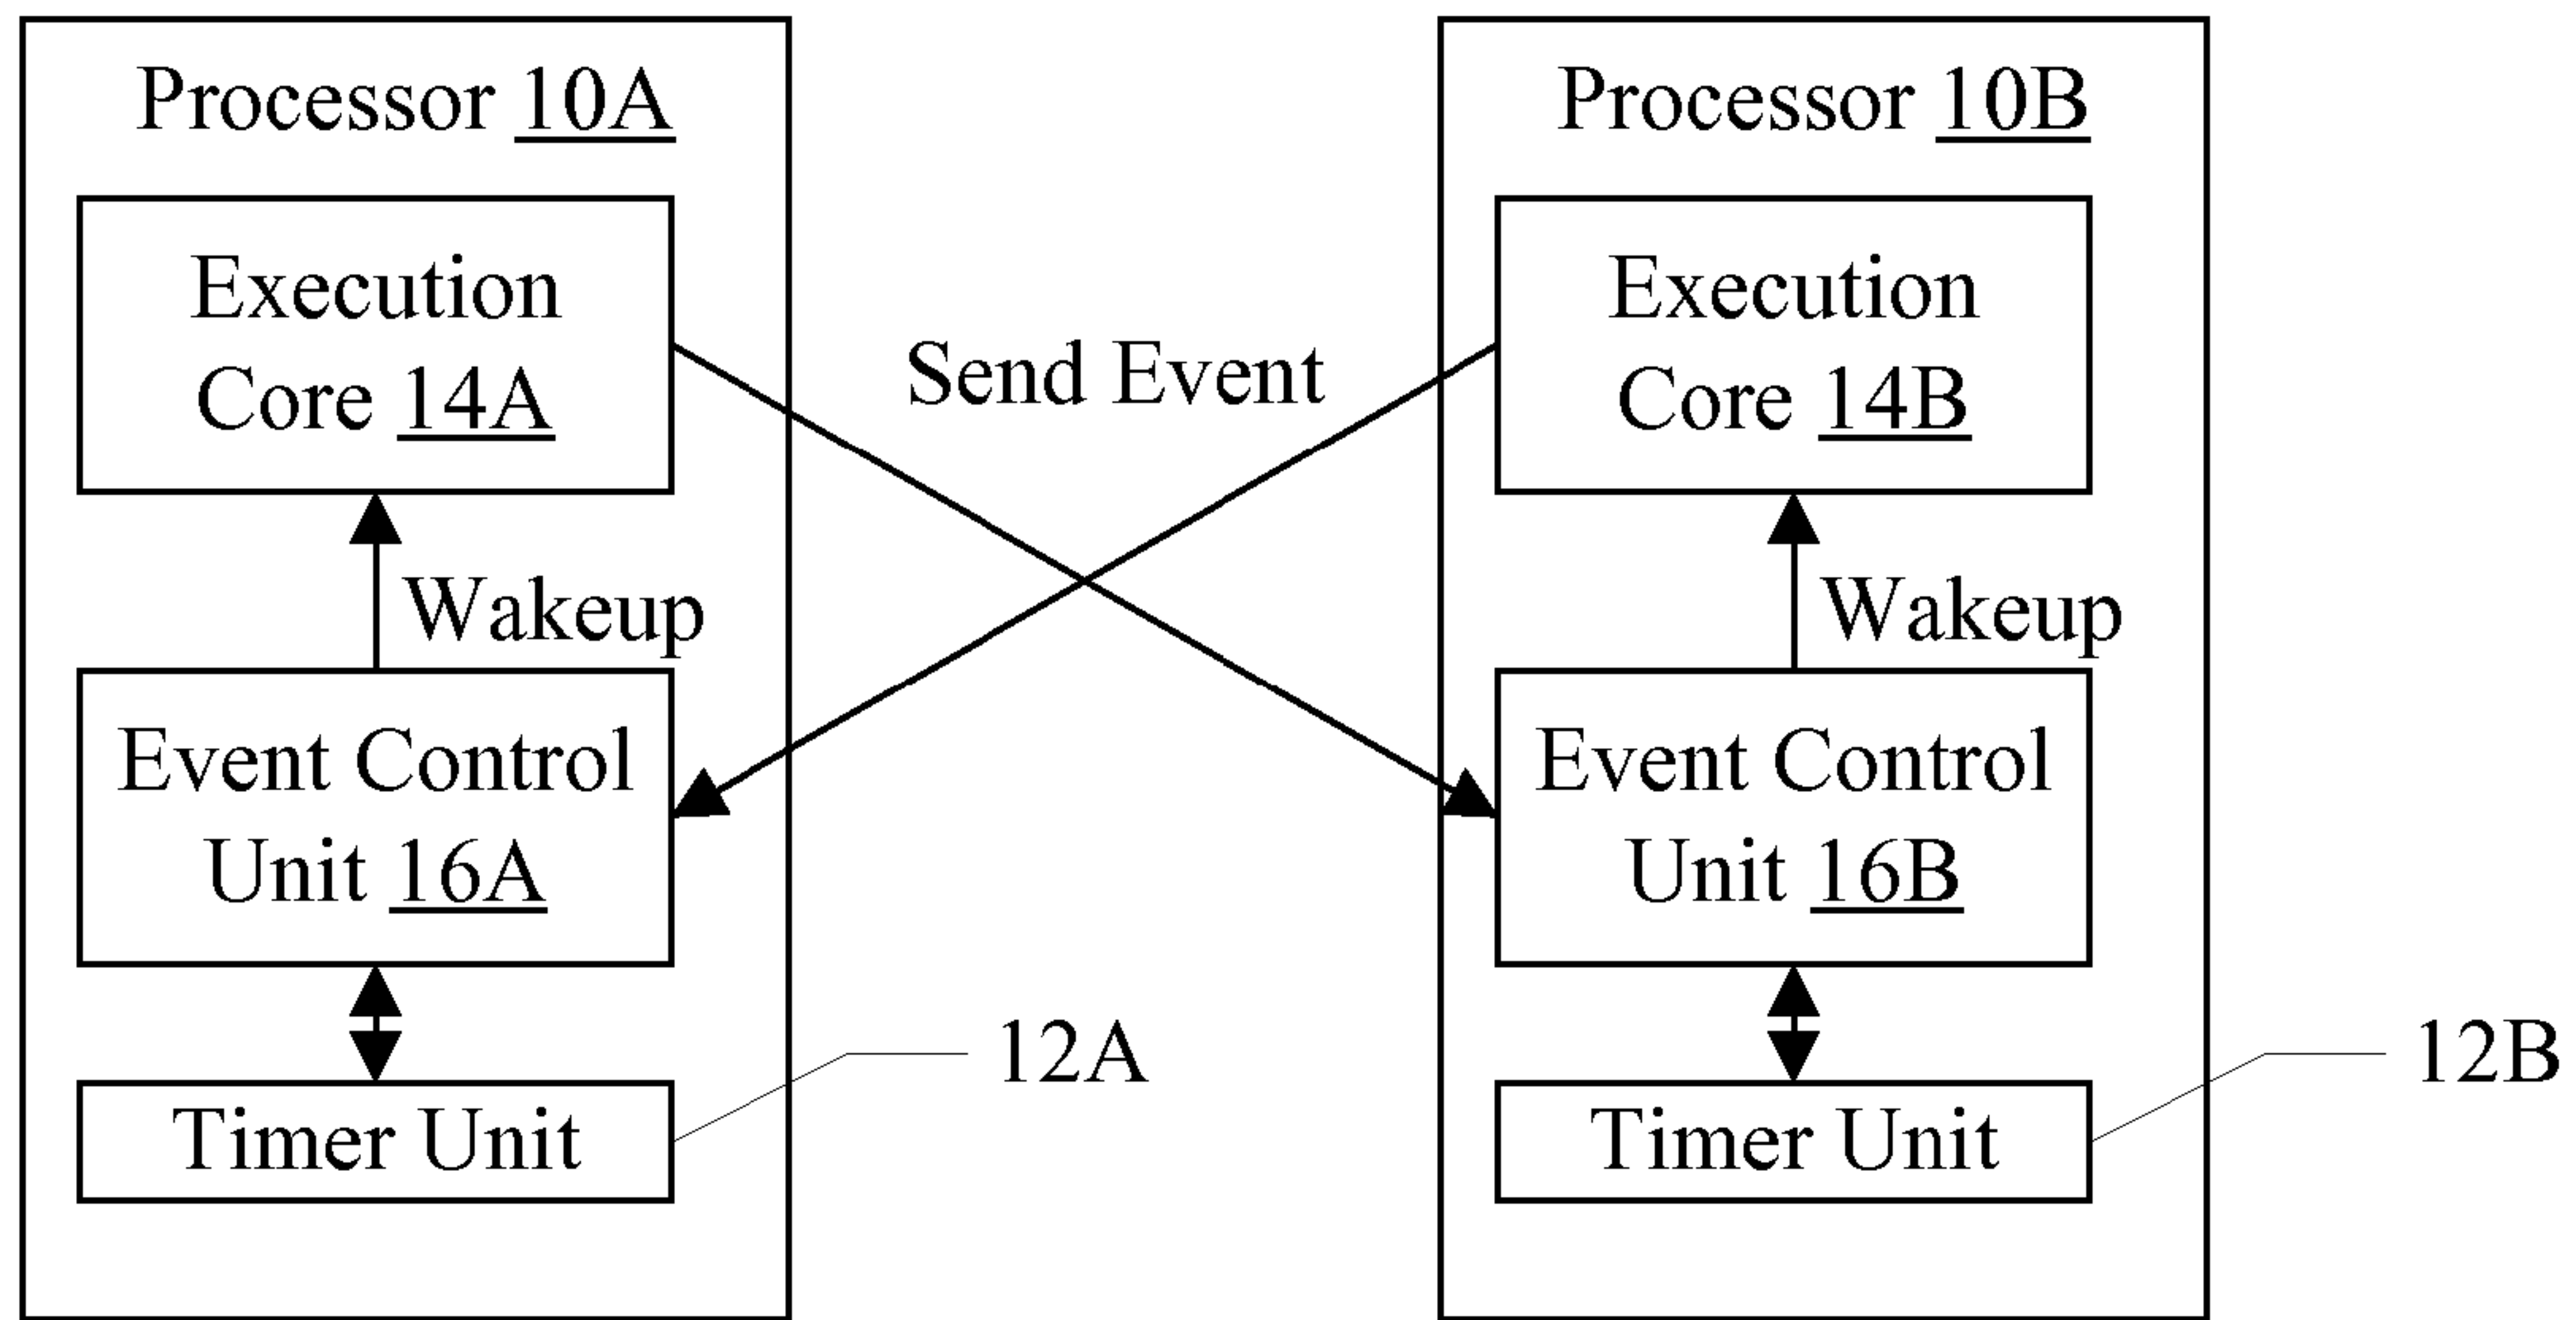 Processor 10A
Execution
Core 14A
Wakeup
Event Control
Unit 16A
Timer Unit
12A
Send Event
Processor 10B
Execution
Core 14B
Wakeup
Event Control
Unit 16B
Timer Unit
12B